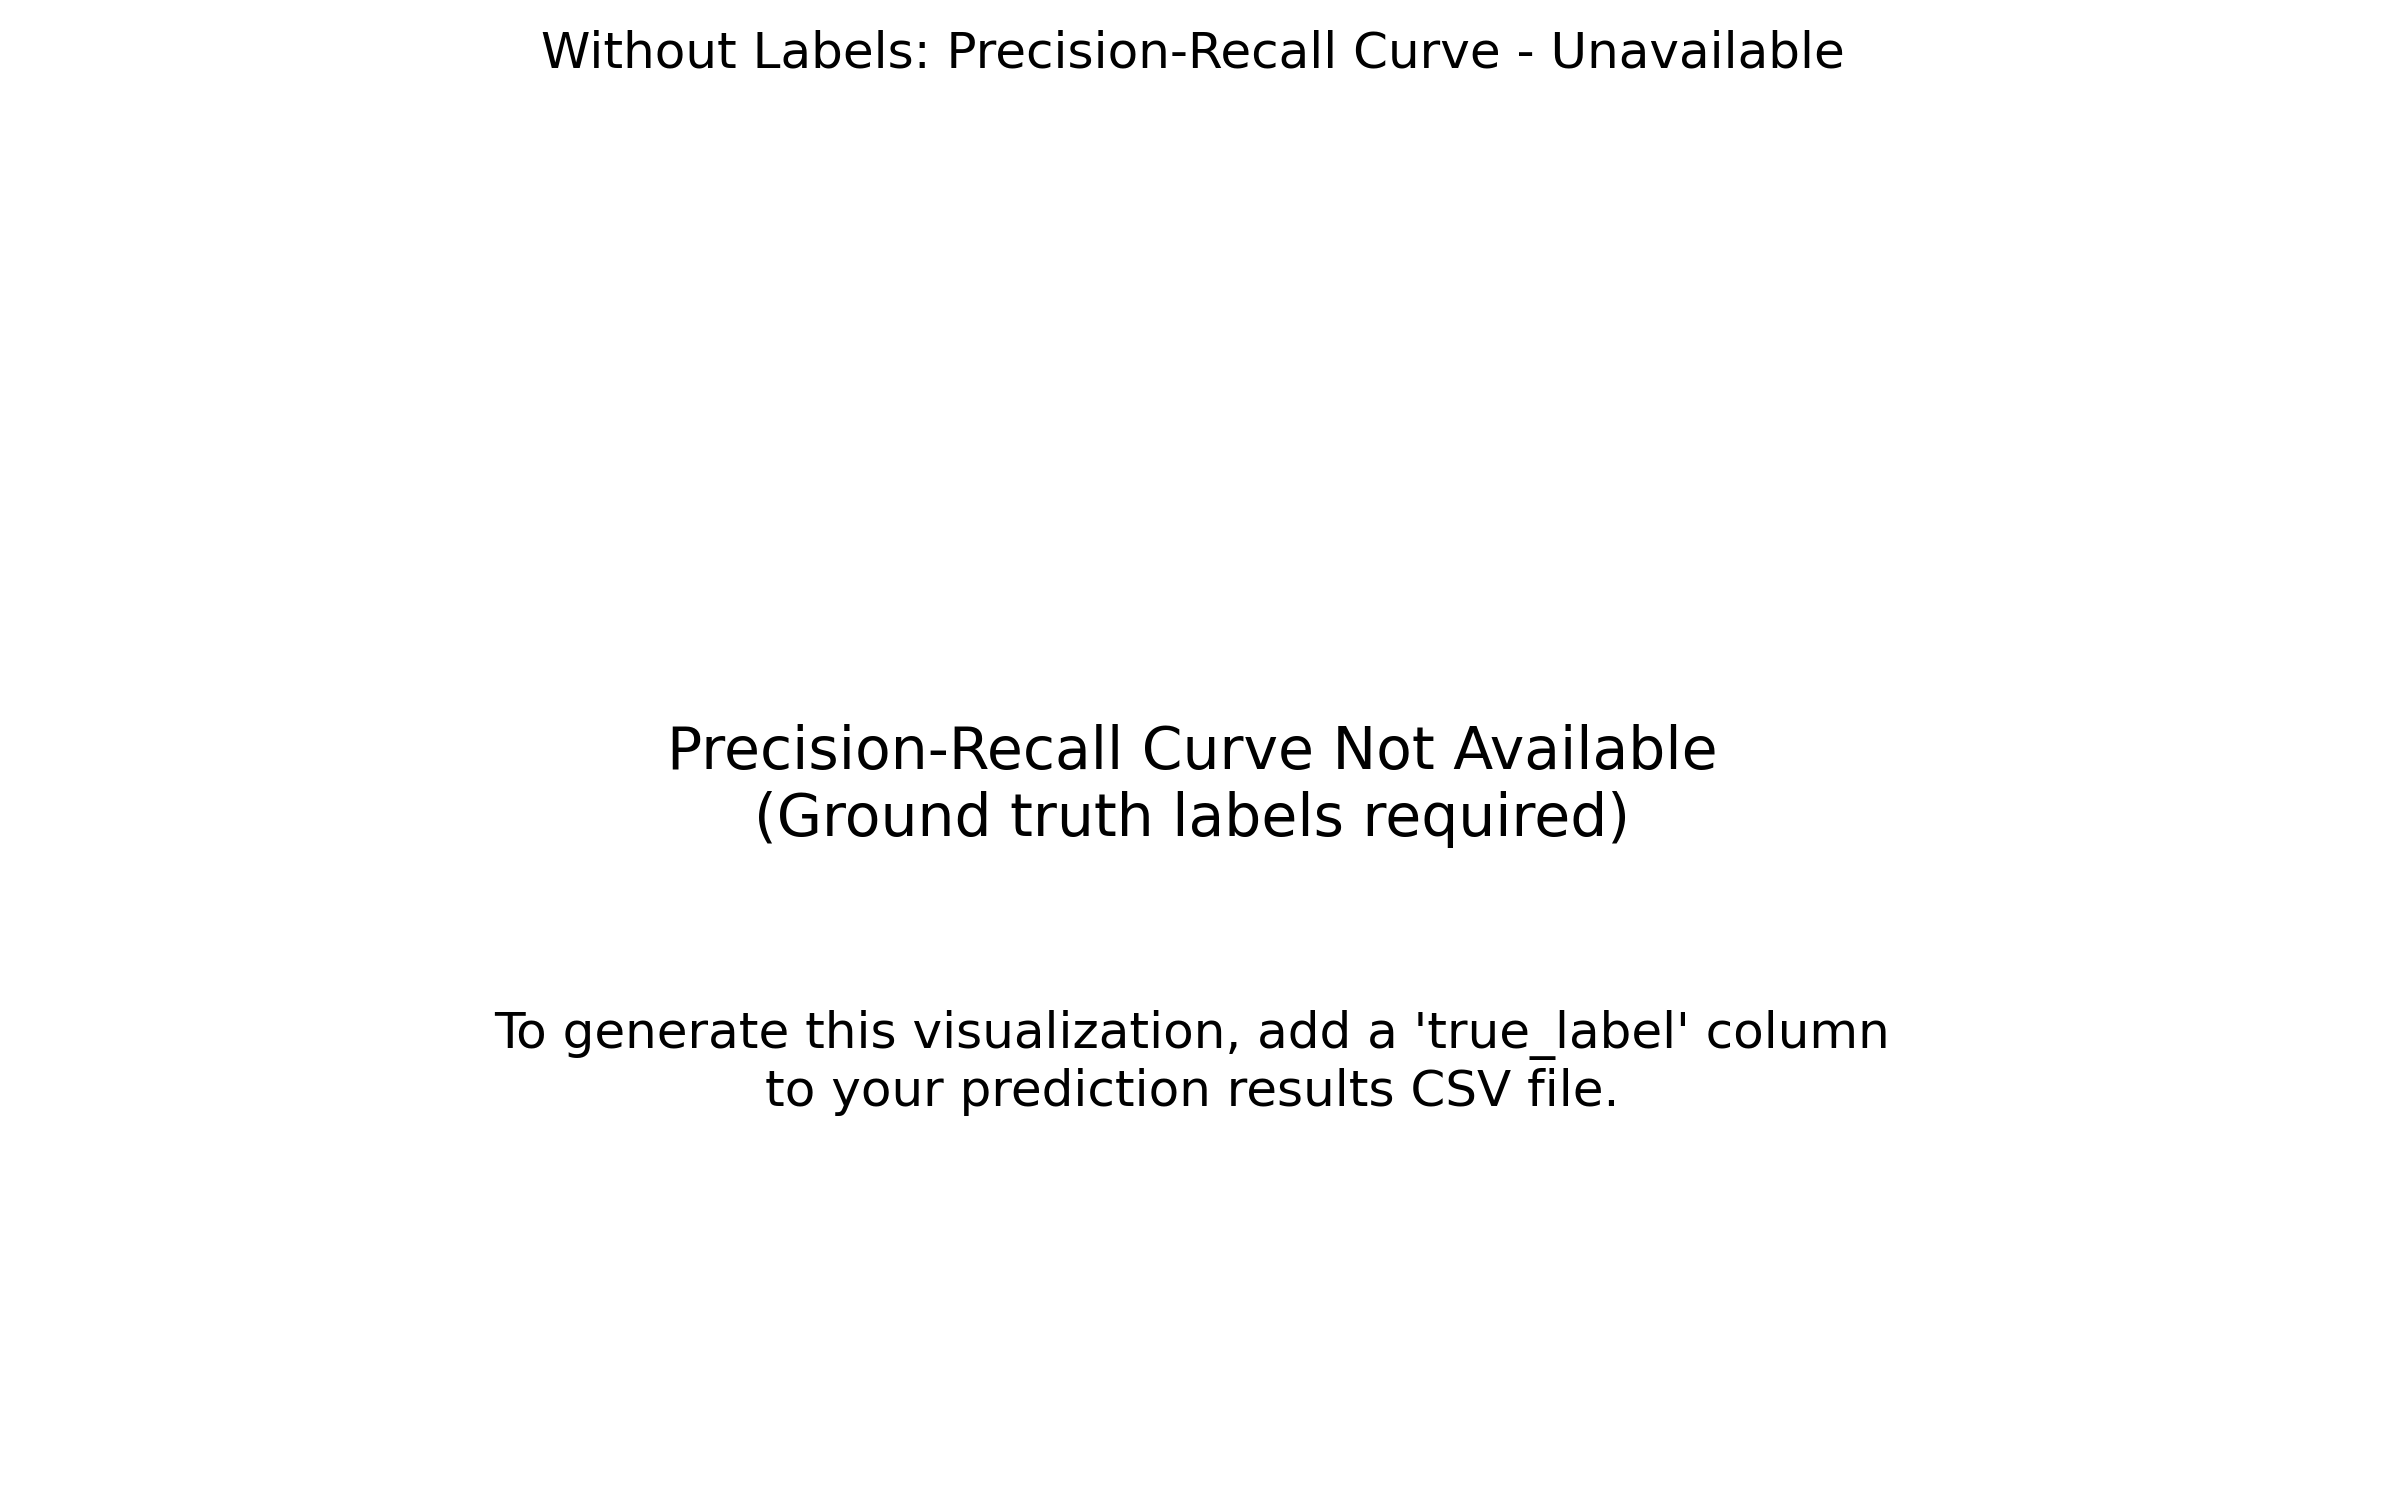 Without Labels: Precision-Recall Curve - Unavailable
Precision-Recall Curve Not Available
(Ground truth labels required)
To generate this visualization, add a 'true_label' column
to your prediction results CSV file.